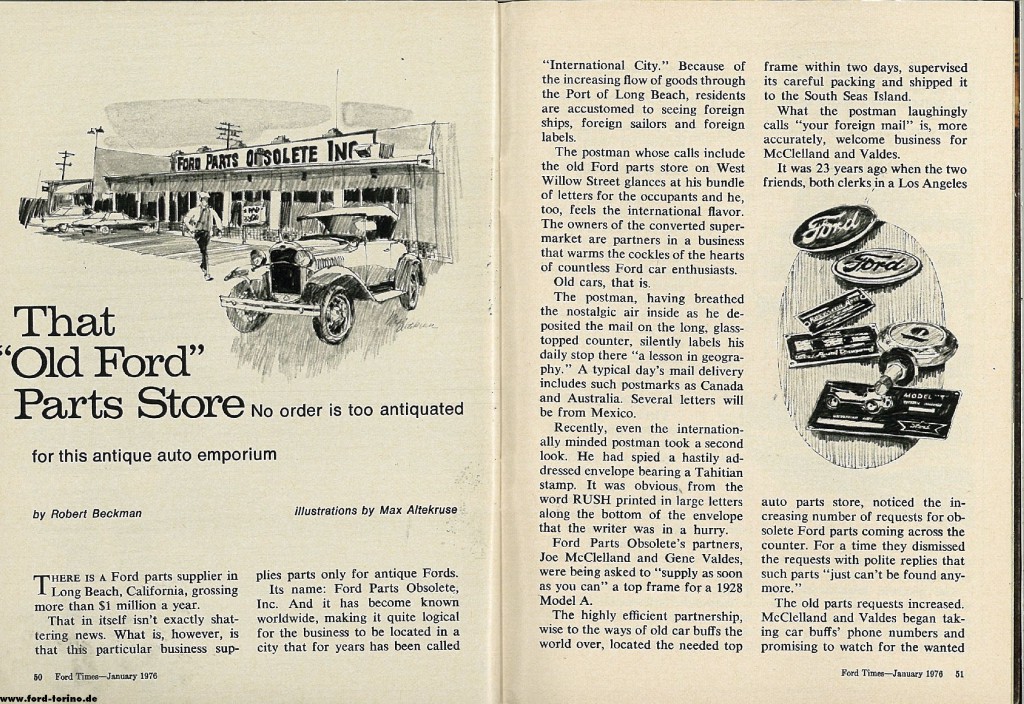 FORD PARTS OBSOLETE INC
That
"Old Ford"
Parts Store No order is too antiquated
for this antique auto emporium
by Robert Beckman
illustrations by Max Altekruse
THERE IS A Ford parts supplier in
Long Beach, California, grossing
more than $1 million a year.
That in itself isn't exactly shat-
tering news. What is, however, is
that this particular business sup-
plies parts only for antique Fords.
Its name: Ford Parts Obsolete,
Inc. And it has become known
worldwide, making it quite logical
for the business to be located in a
city that for years has been called
50 Ford Times—January 1976
www.ford-torino.de
"International City." Because of
the increasing flow of goods through
the Port of Long Beach, residents
are accustomed to seeing foreign
ships, foreign sailors and foreign
labels.
The postman whose calls include
the old Ford parts store on West
Willow Street glances at his bundle
of letters for the occupants and he,
too, feels the international flavor.
The owners of the converted super-
market are partners in a business
that warms the cockles of the hearts
of countless Ford car enthusiasts.
Old cars, that is.
The postman, having breathed
the nostalgic air inside as he de-
posited the mail on the long, glass-
topped counter, silently labels his
daily stop there "a lesson in geogra-
phy." A typical day's mail delivery
includes such postmarks as Canada
and Australia. Several letters will
be from Mexico.
Recently, even the internation-
ally minded postman took a second
look. He had spied a hastily ad-
dressed envelope bearing a Tahitian
stamp. It was obvious from the
word RUSH printed in large letters
along the bottom of the envelope
that the writer was in a hurry.
Ford Parts Obsolete's partners,
Joe McClelland and Gene Valdes,
were being asked to "supply as soon
as you can" a top frame for a 1928
Model A.
The highly efficient partnership,
wise to the ways of old car buffs the
world over, located the needed top
frame within two days, supervised
its careful packing and shipped it
to the South Seas Island.
What the postman laughingly
calls "your foreign mail" is, more
accurately, welcome business for
McClelland and Valdes.
It was 23 years ago when the two
friends, both clerks in a Los Angeles
Ford
Ford
MODEL "T"
Ford
auto parts store, noticed the in-
creasing number of requests for ob-
solete Ford parts coming across the
counter. For a time they dismissed
the requests with polite replies that
such parts "just can't be found any-
more."
The old parts requests increased.
McClelland and Valdes began tak-
ing car buffs' phone numbers and
promising to watch for the wanted
Ford Times—January 1976 51